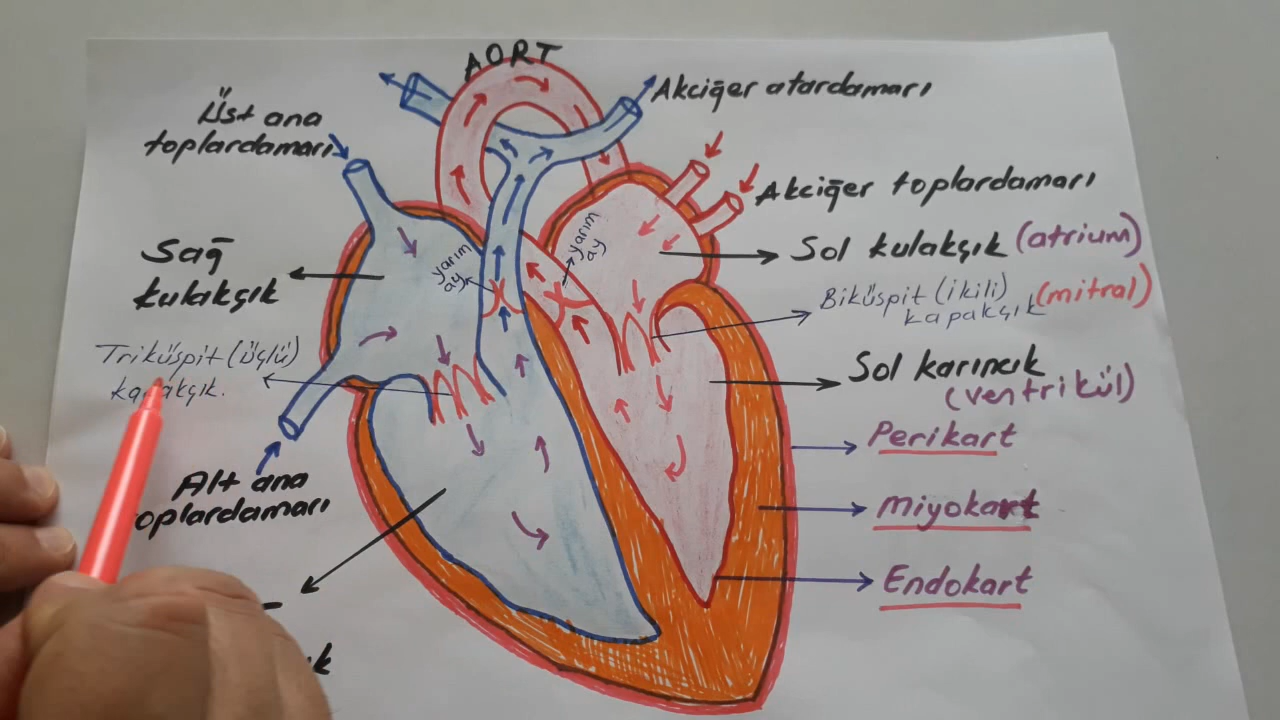 AORT
Akciğer atardamarı
Üst ana
toplardamarı
Akciğer toplardamarı
Sağ
kulakçık
yarım
ay
yarım
ay
Sol kulakçık (atrium)
Biküspit (ikili) (mitral)
kapakçık
Triküspit (üçlü)
kapakçık.
Sol karıncık
(ventrikül)
Perikart
Alt ana
toplardamarı
Miyokart
Endokart